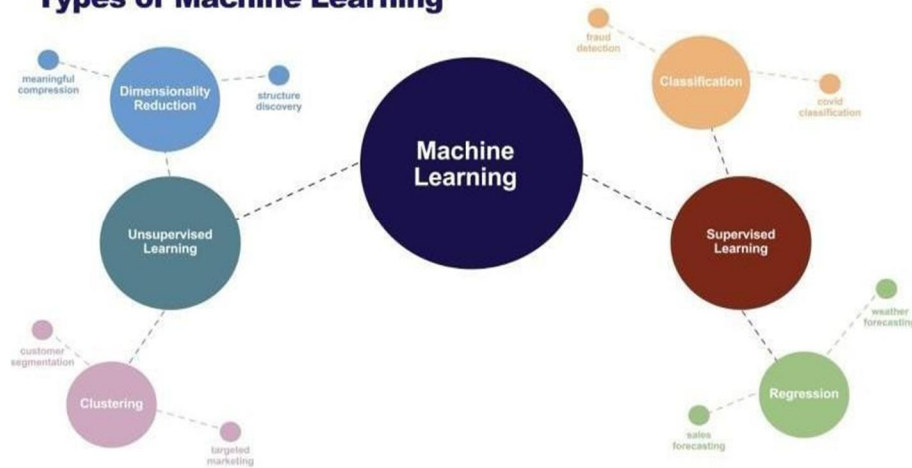 Types of Machine Learning
meaningful
compression
Dimensionality
Reduction
structure
discovery
Machine
Learning
fraud
detection
Classification
covid
classification
Unsupervised
Learning
Supervised
Learning
customer
segmentation
Clustering
targeted
marketing
weather
forecasting
Regression
sales
forecasting